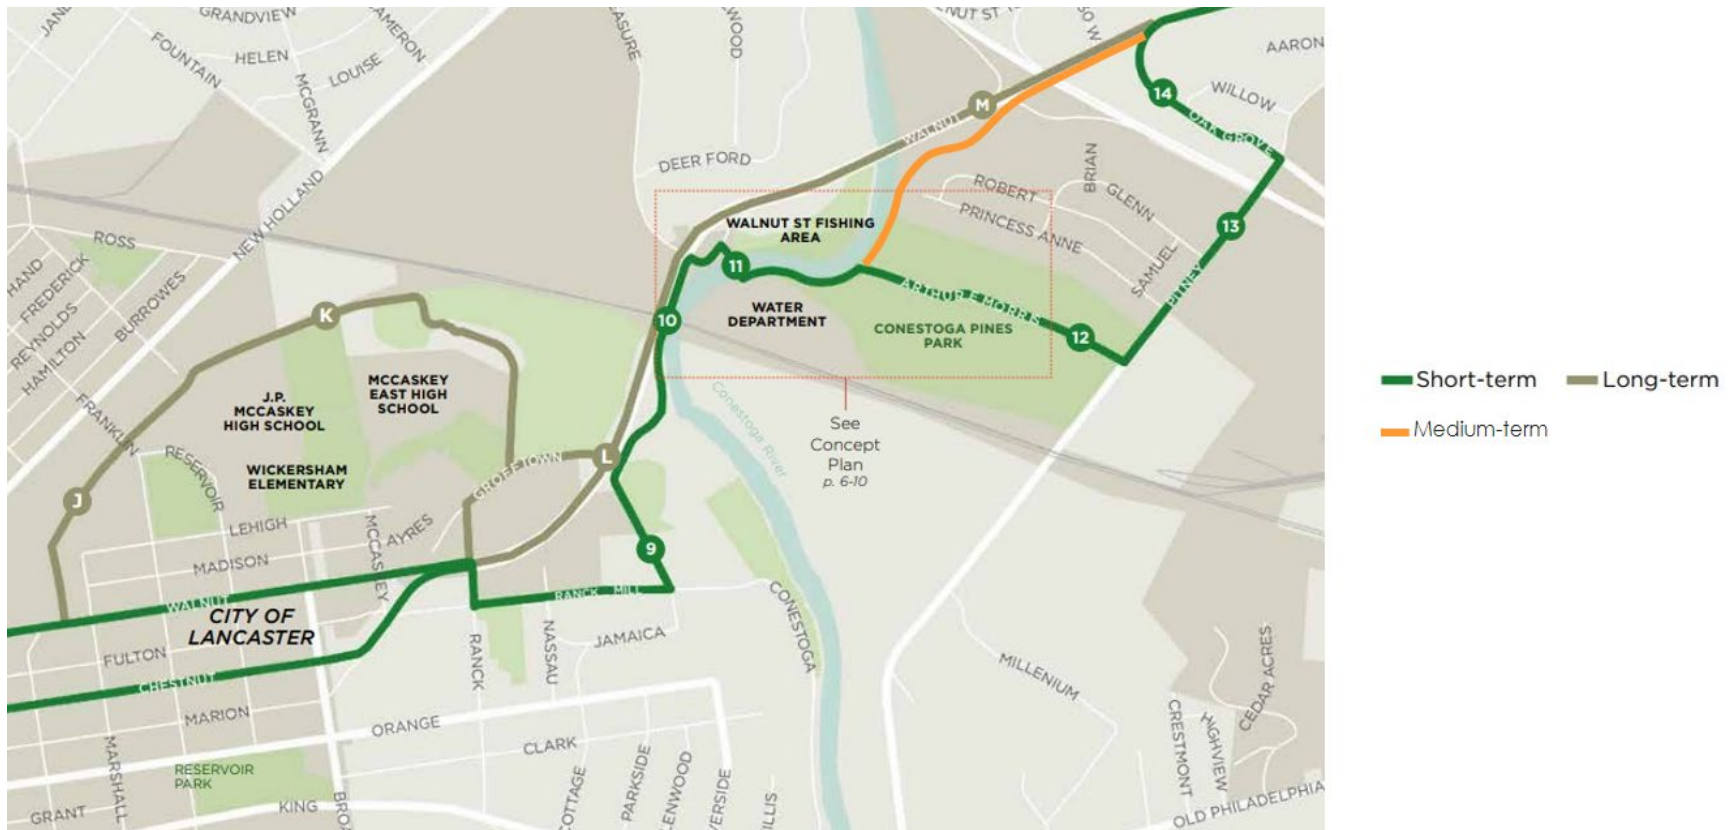 GRANDVIEW
CAMERON
FOUNTAIN
HELEN
LOUISE
MCGRANN
DEER FORD
NEW HOLLAND
WALNUT
M
14
AARON
WILLOW
OAK GROVE
BRIAN
ROBERT
GLENN
PRINCESS ANNE
SAMUEL
13
PITNEY
ROSS
HAND
FREDERICK
REYNOLDS
HAMILTON
BURROWES
FRANKLIN
WALNUT ST FISHING
AREA
11
10
WATER
DEPARTMENT
ARTHUR E MORRIS
CONESTOGA PINES
PARK
12
K
J.P.
MCCASKEY
HIGH SCHOOL
MCCASKEY
EAST HIGH
SCHOOL
WICKERSHAM
ELEMENTARY
RESERVOIR
J
L
GROFFTOWN
Conestoga River
See
Concept
Plan
p. 6-10
Short-term
Long-term
Medium-term
LEHIGH
MADISON
MCCASKEY
AYRES
9
WALNUT
RANCK MILL
CITY OF
LANCASTER
FULTON
CHESTNUT
MARION
RANCK
NASSAU
JAMAICA
CONESTOGA
ORANGE
CLARK
MARSHALL
RESERVOIR
PARK
GRANT
KING
COTTAGE
PARKSIDE
MILLENIUM
CRESTMONT
HIGHVIEW
CEDAR ACRES
OLD PHILADELPHIA